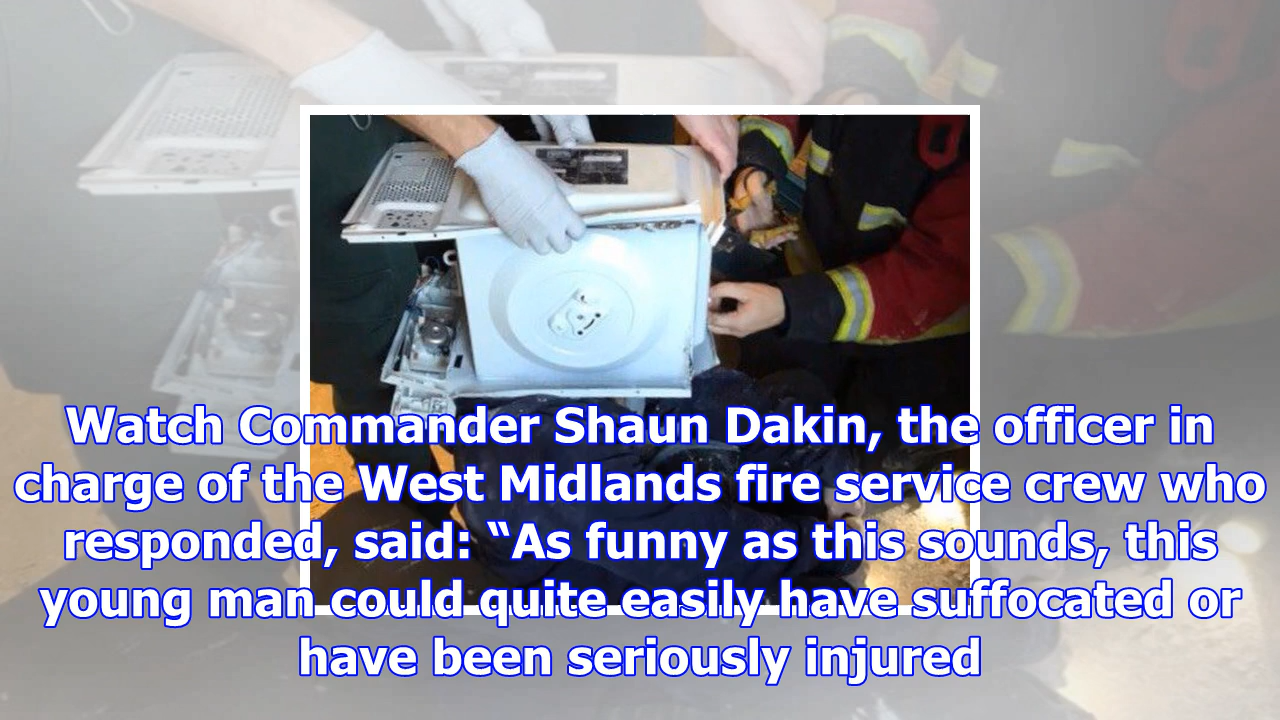 Watch Commander Shaun Dakin, the officer in
charge of the West Midlands fire service crew who
responded, said: “As funny as this sounds, this
young man could quite easily have suffocated or
have been seriously injured